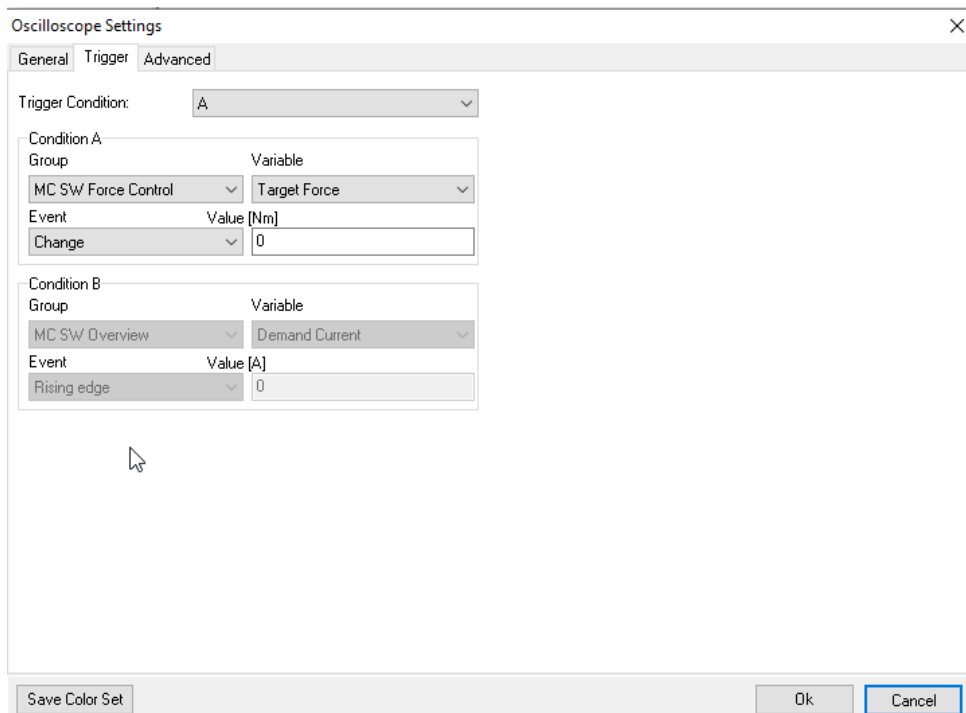 Oscilloscope Settings
General Trigger Advanced
Trigger Condition: A
Condition A
Group Variable
MC SW Force Control Target Force
Event Value [Nm]
Change 0
Condition B
Group Variable
MC SW Overview Demand Current
Event Value [A]
Rising edge 0
Save Color Set Ok Cancel